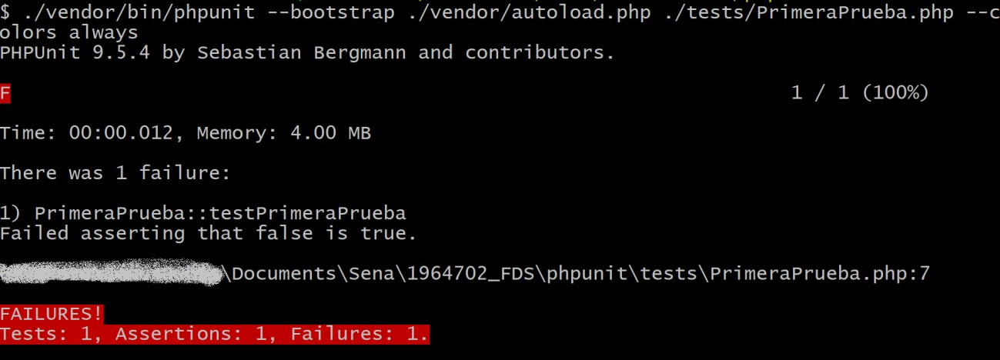 $ ./vendor/bin/phpunit --bootstrap ./vendor/autoload.php ./tests/PrimeraPrueba.php --c
olors always
PHPUnit 9.5.4 by Sebastian Bergmann and contributors.
F 1 / 1 (100%)
Time: 00:00.012, Memory: 4.00 MB
There was 1 failure:
1) PrimeraPrueba::testPrimeraPrueba
Failed asserting that false is true.
\Documents\Sena\1964702_FDS\phpunit\tests\PrimeraPrueba.php:7
FAILURES!
Tests: 1, Assertions: 1, Failures: 1.